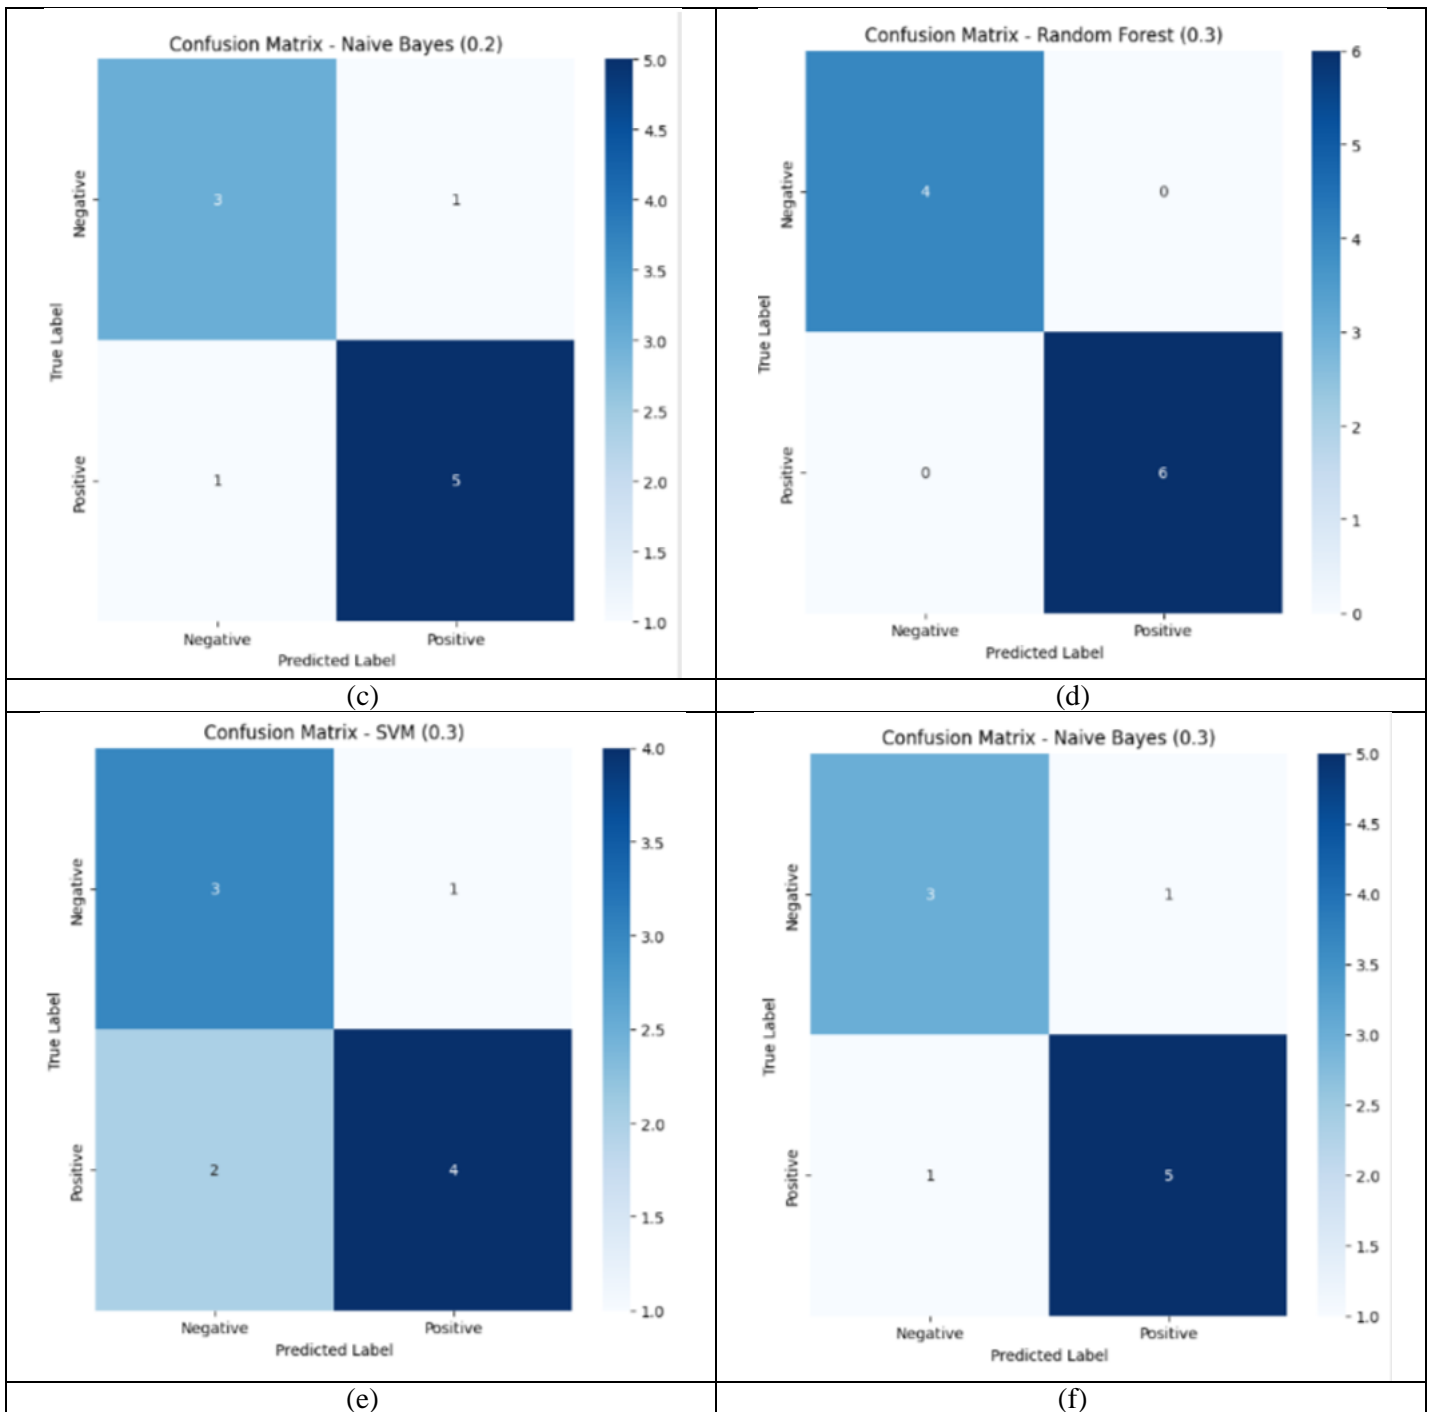 Confusion Matrix - Naive Bayes (0.2)
Negative
Positive
True Label
3
1
1
5
Negative
Positive
Predicted Label
5.0
4.5
4.0
3.5
3.0
2.5
2.0
1.5
1.0
(c)
Confusion Matrix - Random Forest (0.3)
Negative
Positive
True Label
4
0
0
6
Negative
Positive
Predicted Label
6
5
4
3
2
1
0
(d)
Confusion Matrix - SVM (0.3)
Negative
Positive
True Label
3
1
2
4
Negative
Positive
Predicted Label
4.0
3.5
3.0
2.5
2.0
1.5
1.0
(e)
Confusion Matrix - Naive Bayes (0.3)
Negative
Positive
True Label
3
1
1
5
Negative
Positive
Predicted Label
5.0
4.5
4.0
3.5
3.0
2.5
2.0
1.5
1.0
(f)